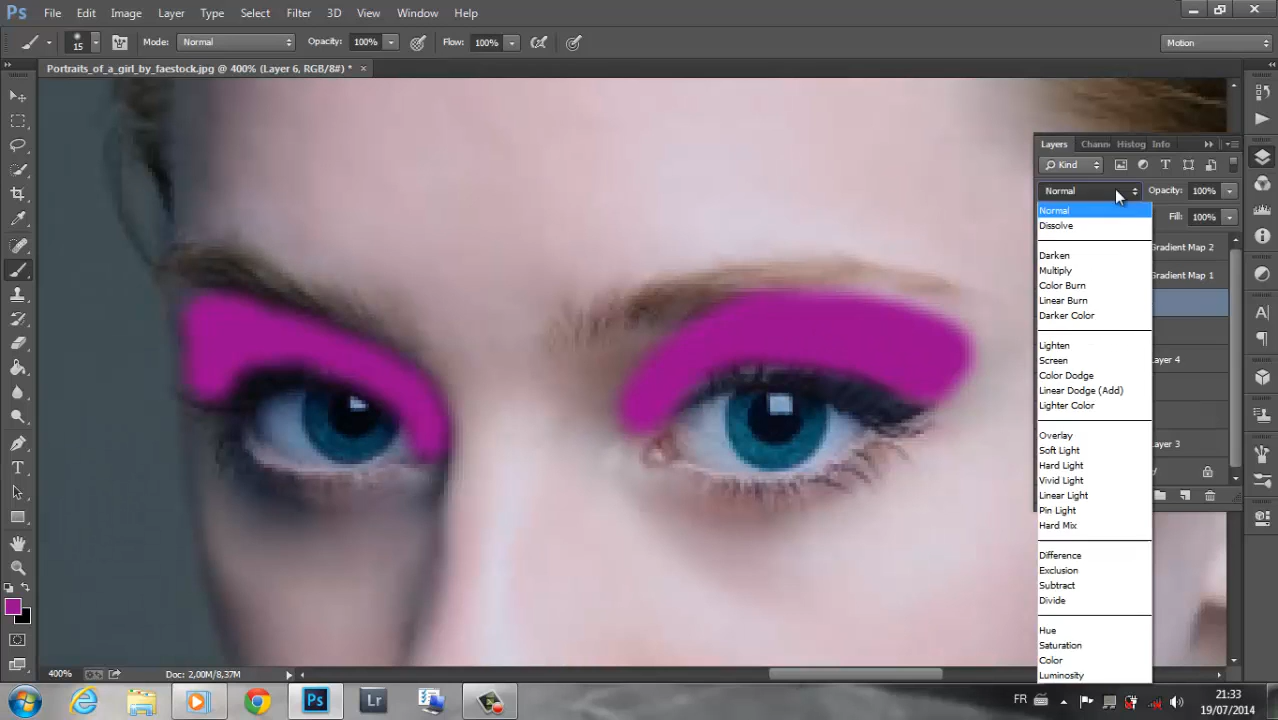 Ps File Edit Image Layer Type Select Filter 3D View Window Help
15 Mode: Normal Opacity: 100% Flow: 100% Motion
Portraits_of_a_girl_by_faestock.jpg @ 400% (Layer 6, RGB/8#) * ×
Layers Chann Histog Info
Kind
Normal Opacity: 100%
Fill: 100%
Normal
Dissolve
Darken
Multiply
Color Burn
Linear Burn
Darker Color
Lighten
Screen
Color Dodge
Linear Dodge (Add)
Lighter Color
Overlay
Soft Light
Hard Light
Vivid Light
Linear Light
Pin Light
Hard Mix
Difference
Exclusion
Subtract
Divide
Hue
Saturation
Color
Luminosity
Gradient Map 2
Gradient Map 1
ayer 4
ayer 3
400% Doc: 2,00M/8,37M
Ps Lr FR 21:33
19/07/2014